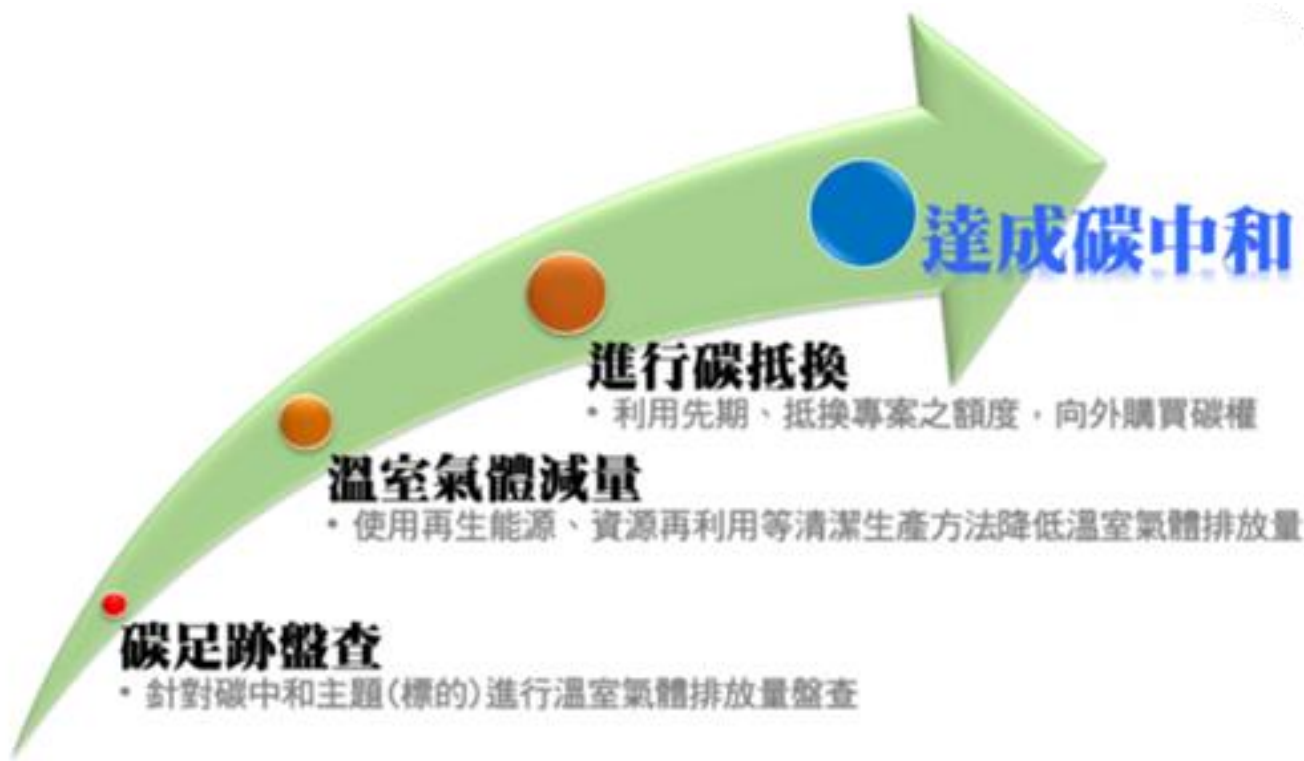 達成碳中和
進行碳抵換
• 利用先期、抵換專案之額度，向外購買碳權
溫室氣體減量
• 使用再生能源、資源再利用等清潔生產方法降低溫室氣體排放量
碳足跡盤查
• 針對碳中和主題(標的)進行溫室氣體排放量盤查